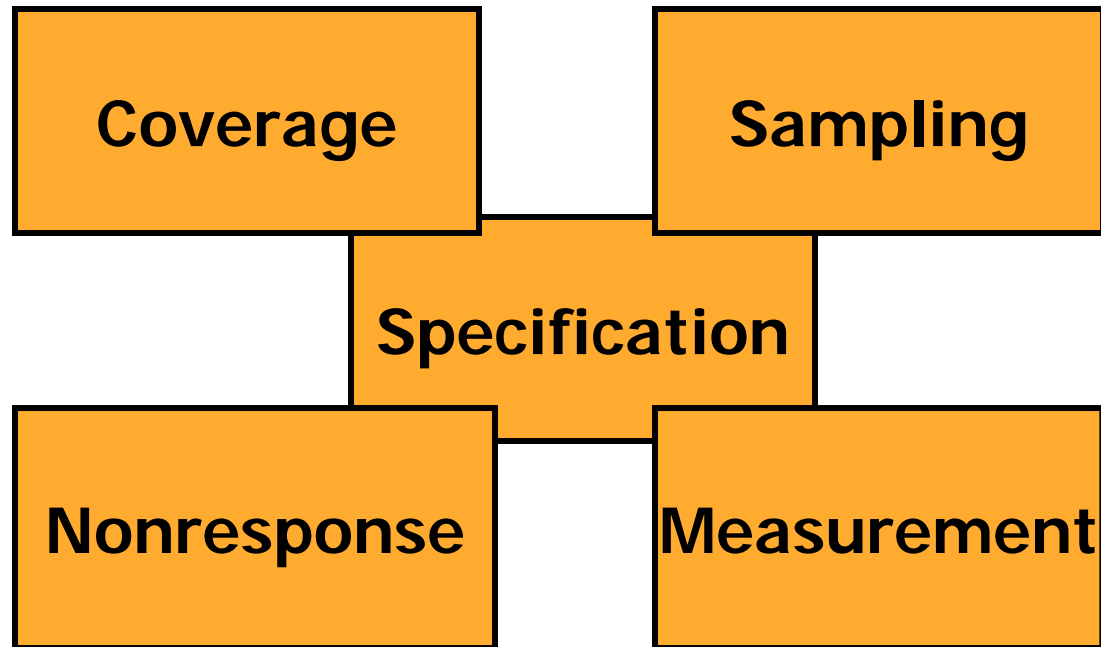 Coverage
Sampling
Specification
Nonresponse
Measurement